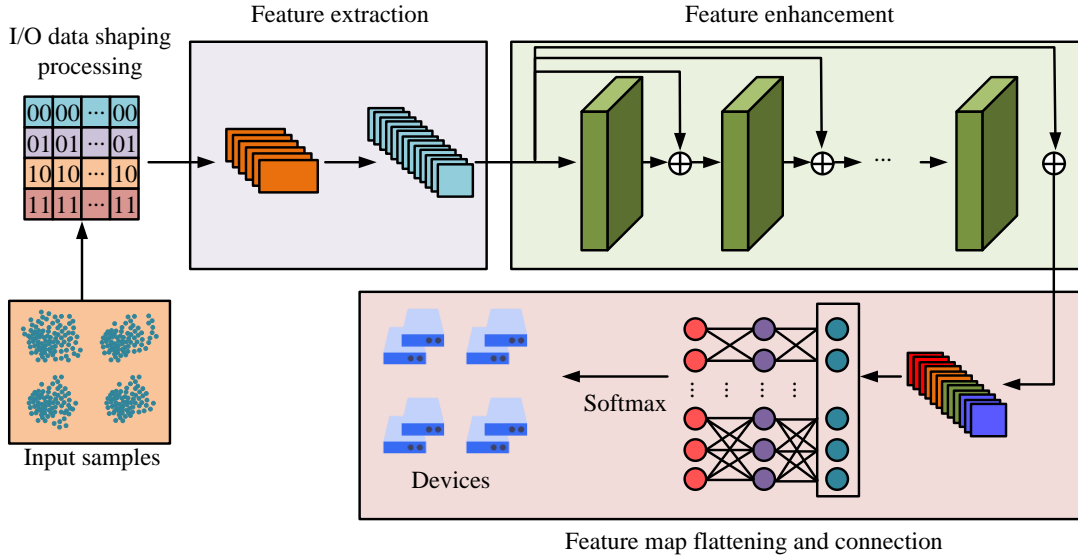 Feature extraction
Feature enhancement
I/O data shaping
processing
00 00 ··· 00
01 01 ··· 01
10 10 ··· 10
11 11 ··· 11
···
Input samples
Softmax
Devices
Feature map flattening and connection